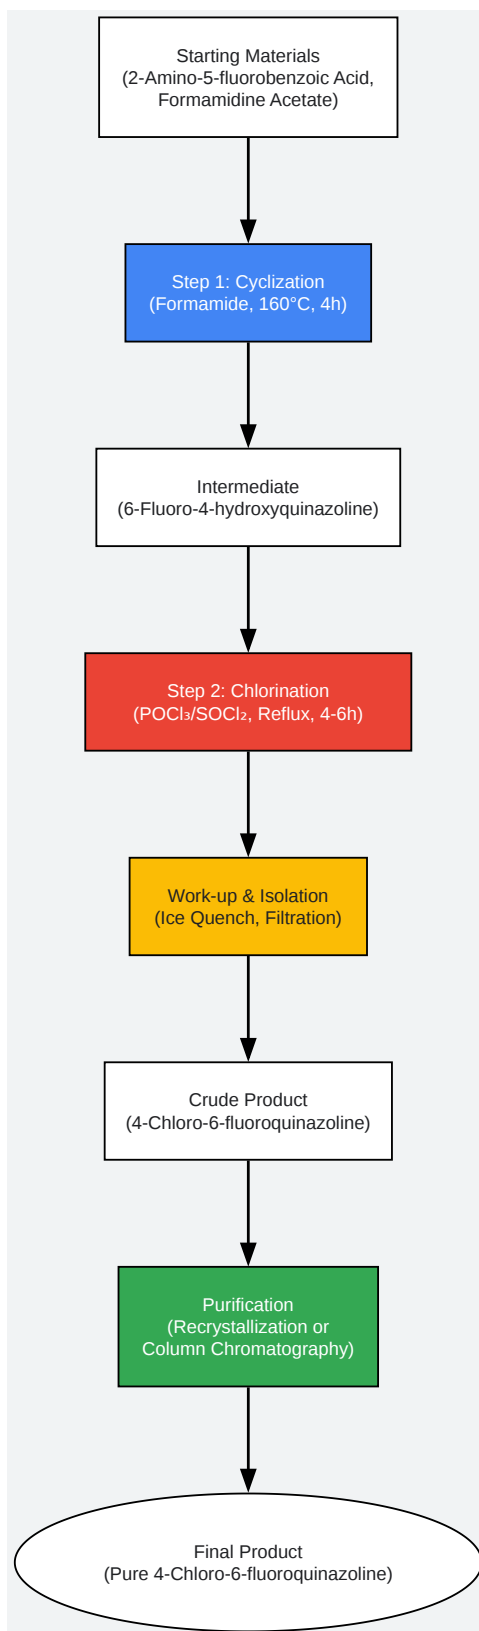 Starting Materials
(2-Amino-5-fluorobenzoic Acid,
Formamidine Acetate)
Step 1: Cyclization
(Formamide, 160°C, 4h)
Intermediate
(6-Fluoro-4-hydroxyquinazoline)
Step 2: Chlorination
(POCl₃/SOCl₂, Reflux, 4-6h)
Work-up & Isolation
(Ice Quench, Filtration)
Crude Product
(4-Chloro-6-fluoroquinazoline)
Purification
(Recrystallization or
Column Chromatography)
Final Product
(Pure 4-Chloro-6-fluoroquinazoline)